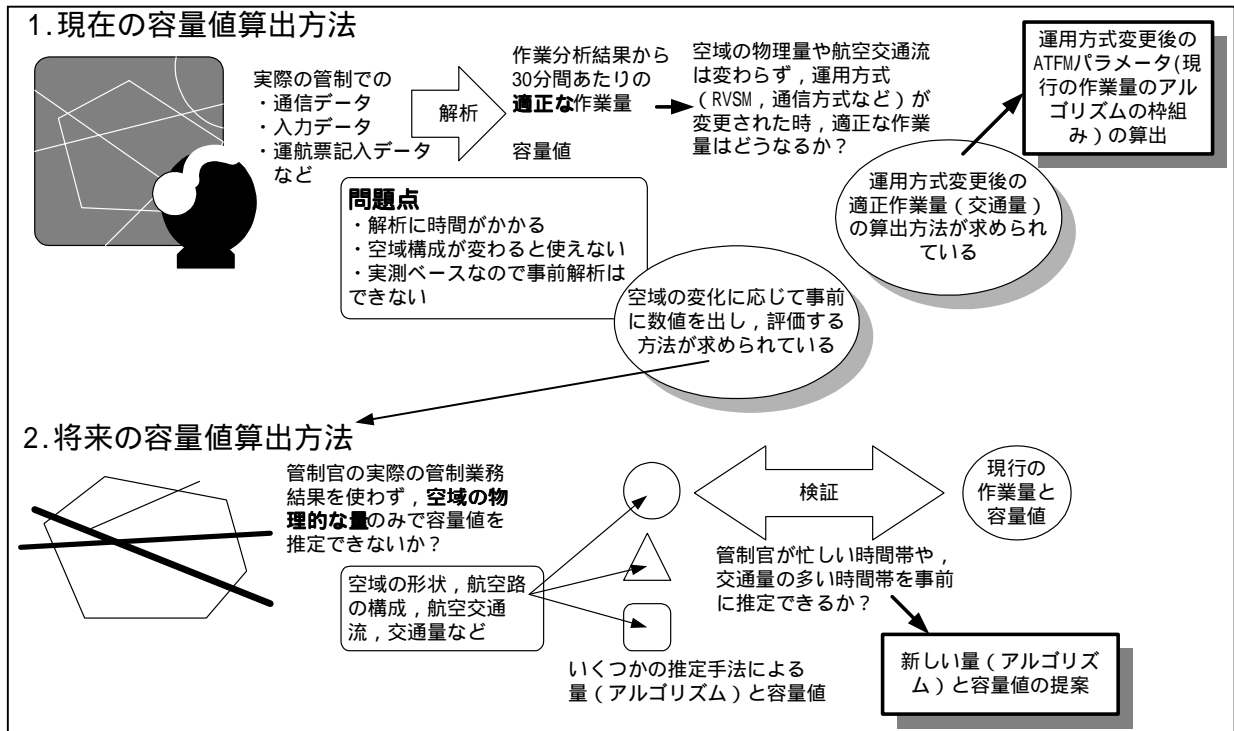 1.現在の容量値算出方法
実際の管制での
・通信データ
・入力データ
・運航票記入データ
など
解析
作業分析結果から
30分間あたりの
適正な作業量
容量値
空域の物理量や航空交通流
は変わらず，運用方式
（RVSM，通信方式など）が
変更された時，適正な作業
量はどうなるか？
運用方式変更後の
ATFMパラメータ(現
行の作業量のアル
ゴリズムの枠組
み）の算出
運用方式変更後の
適正作業量（交通量）
の算出方法が求められ
ている
問題点
・解析に時間がかかる
・空域構成が変わると使えない
・実測ベースなので事前解析は
できない
空域の変化に応じて事前
に数値を出し，評価する
方法が求められている
2.将来の容量値算出方法
管制官の実際の管制業務
結果を使わず，空域の物
理的な量のみで容量値を
推定できないか？
空域の形状，航空路
の構成，航空交通
流，交通量など
いくつかの推定手法による
量（アルゴリズム）と容量値
検証
現行の
作業量と
容量値
管制官が忙しい時間帯や，
交通量の多い時間帯を事前
に推定できるか？
新しい量（アルゴリズ
ム）と容量値の提案